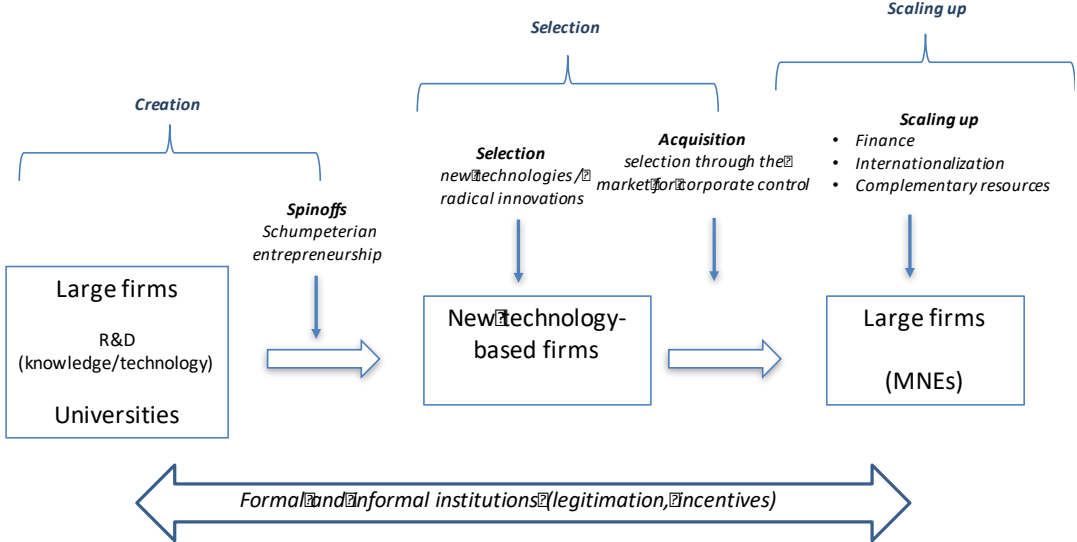 Creation
Selection
Scaling up
Spinoffs
Schumpeterian
entrepreneurship
Selection
new technologies /
radical innovations
Acquisition
selection through the
market for corporate control
Scaling up
• Finance
• Internationalization
• Complementary resources
Large firms
R&D
(knowledge/technology)
Universities
New technology-
based firms
Large firms
(MNEs)
Formal and informal institutions (legitimation, incentives)